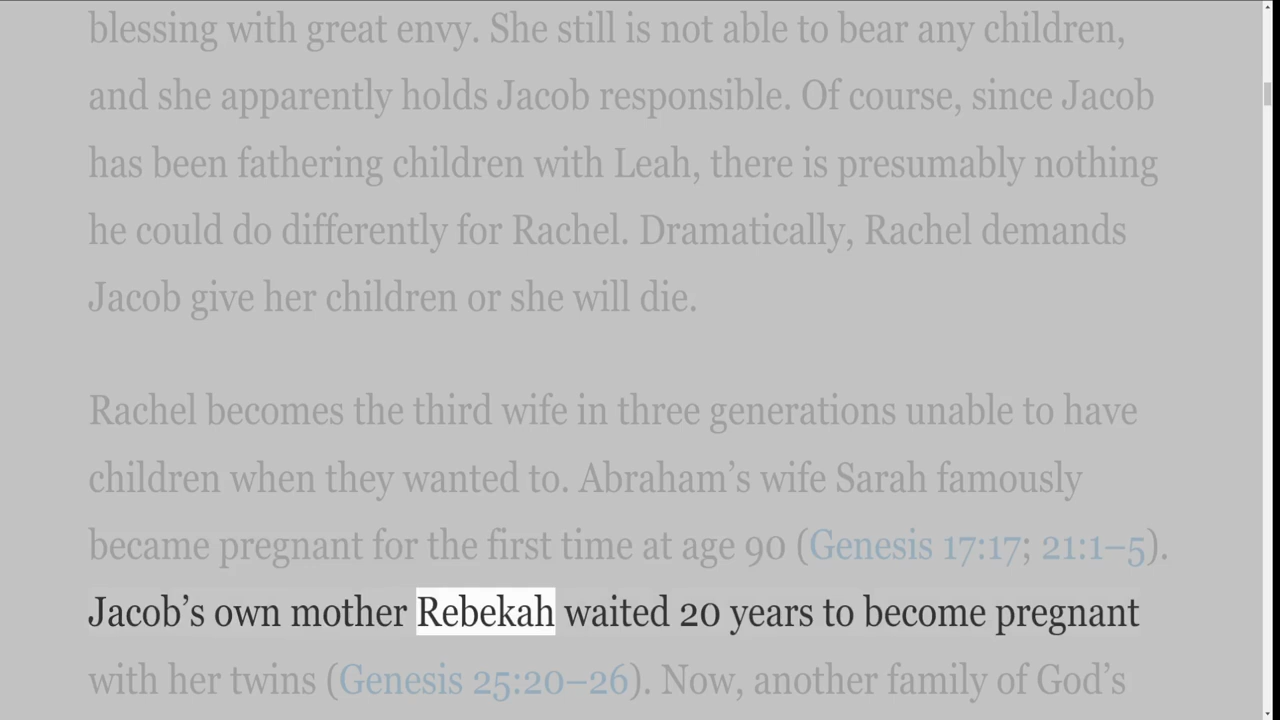 blessing with great envy. She still is not able to bear any children,
and she apparently holds Jacob responsible. Of course, since Jacob
has been fathering children with Leah, there is presumably nothing
he could do differently for Rachel. Dramatically, Rachel demands
Jacob give her children or she will die.
Rachel becomes the third wife in three generations unable to have
children when they wanted to. Abraham’s wife Sarah famously
became pregnant for the first time at age 90 (Genesis 17:17; 21:1–5).
Jacob’s own mother Rebekah waited 20 years to become pregnant
with her twins (Genesis 25:20–26). Now, another family of God’s